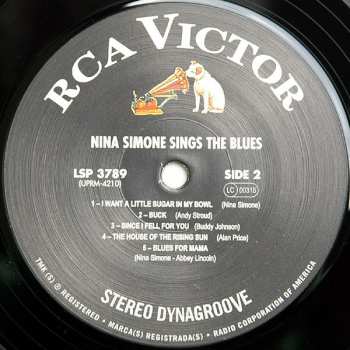 RCA VICTOR
NINA SIMONE SINGS THE BLUES
LSP 3789
(UPRM-4210)
SIDE 2
LC 00316
1 – I WANT A LITTLE SUGAR IN MY BOWL (Nina Simone)
2 – BUCK (Andy Stroud)
3 – SINCE I FELL FOR YOU (Buddy Johnson)
4 – THE HOUSE OF THE RISING SUN (Alan Price)
5 – BLUES FOR MAMA
(Nina Simone - Abbey Lincoln)
STEREO DYNAGROOVE
TMK(S) ® REGISTERED • MARCA(S) REGISTRADA(S) • RADIO CORPORATION OF AMERICA